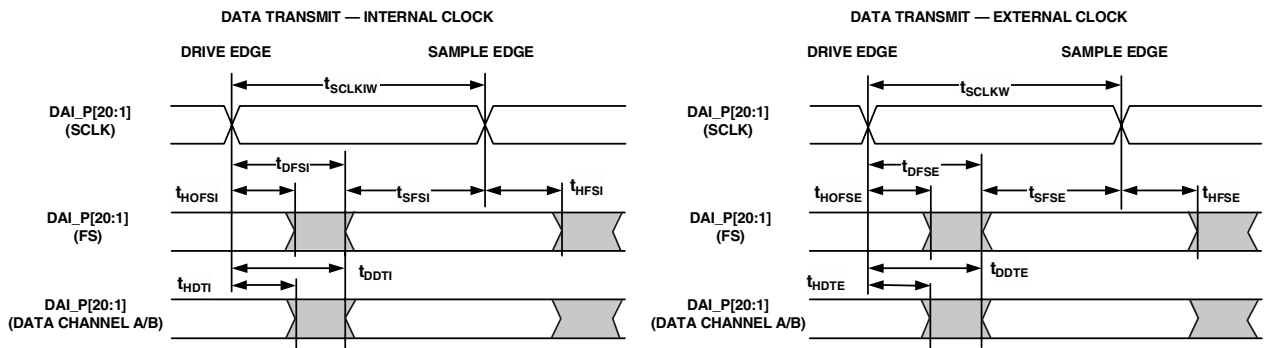 DATA TRANSMIT — INTERNAL CLOCK
DRIVE EDGE
SAMPLE EDGE
tSCLKIW
DAI_P[20:1]
(SCLK)
tDFSI
tHOFSI
tSFSI
tHFSI
DAI_P[20:1]
(FS)
tDDTI
tHDTI
DAI_P[20:1]
(DATA CHANNEL A/B)
DATA TRANSMIT — EXTERNAL CLOCK
DRIVE EDGE
SAMPLE EDGE
tSCLKW
DAI_P[20:1]
(SCLK)
tDFSE
tHOFSE
tSFSE
tHFSE
DAI_P[20:1]
(FS)
tDDTE
tHDTE
DAI_P[20:1]
(DATA CHANNEL A/B)